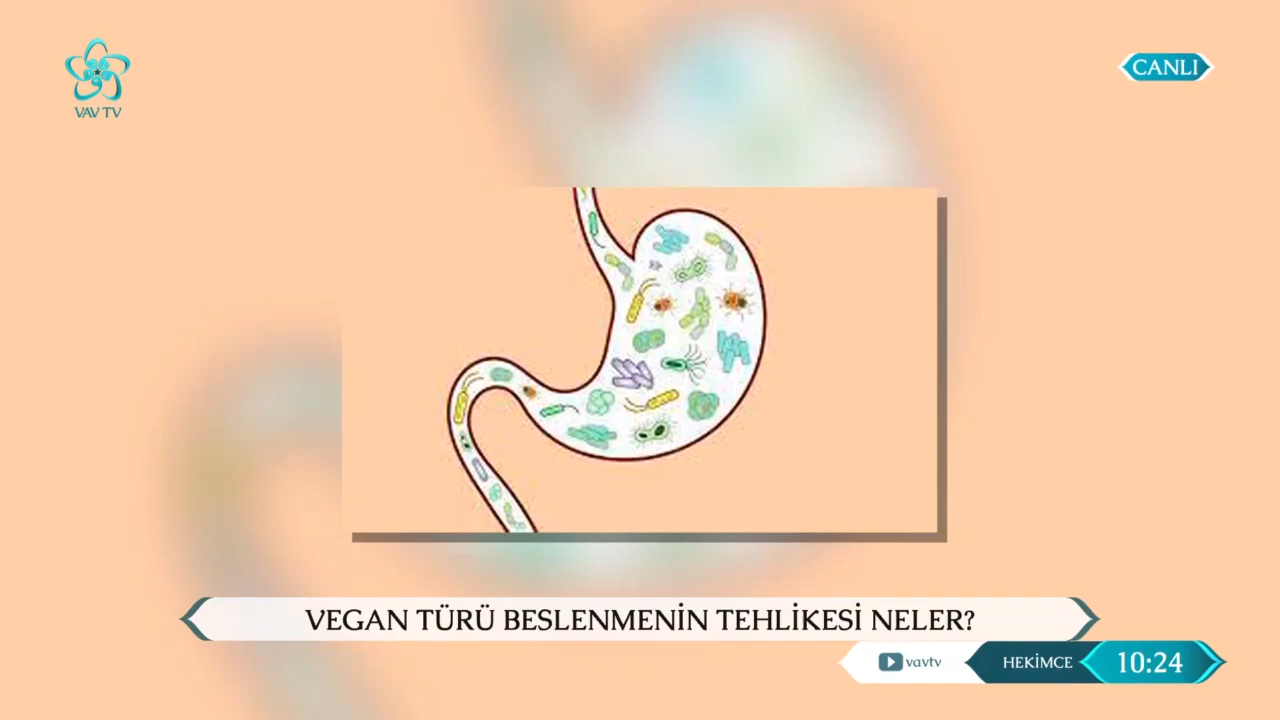 VAV TV
CANLI
VEGAN TÜRÜ BESLENMENİN TEHLİKESİ NELER?
vavtv
HEKİMCE
10:24